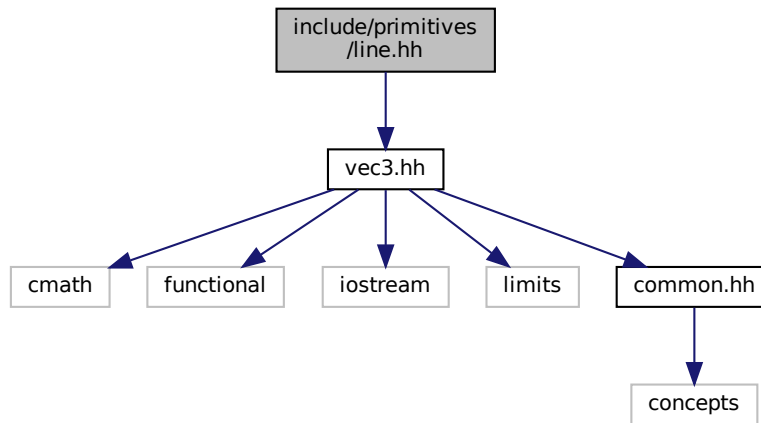 include/primitives
/line.hh
vec3.hh
cmath
functional
iostream
limits
common.hh
concepts